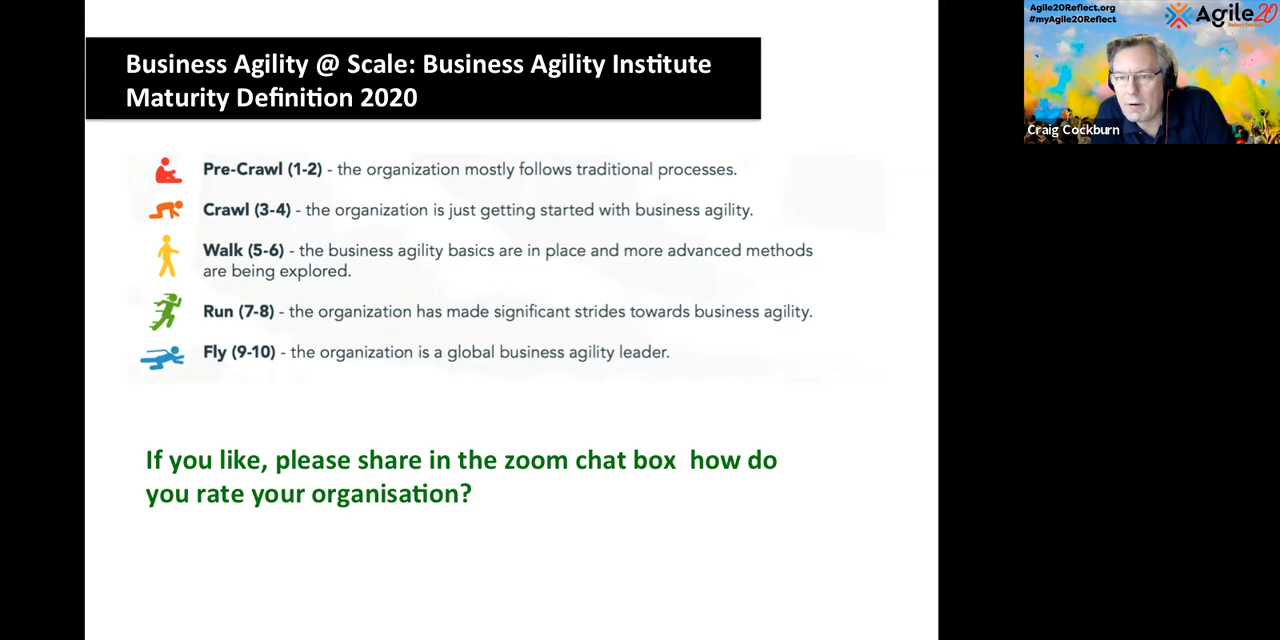 Business Agility @ Scale: Business Agility Institute
Maturity Definition 2020
Pre-Crawl (1-2) - the organization mostly follows traditional processes.
Crawl (3-4) - the organization is just getting started with business agility.
Walk (5-6) - the business agility basics are in place and more advanced methods
are being explored.
Run (7-8) - the organization has made significant strides towards business agility.
Fly (9-10) - the organization is a global business agility leader.
If you like, please share in the zoom chat box  how do
you rate your organisation?
Agile20Reflect.org
#myAgile20Reflect
Agile20
Craig Cockburn